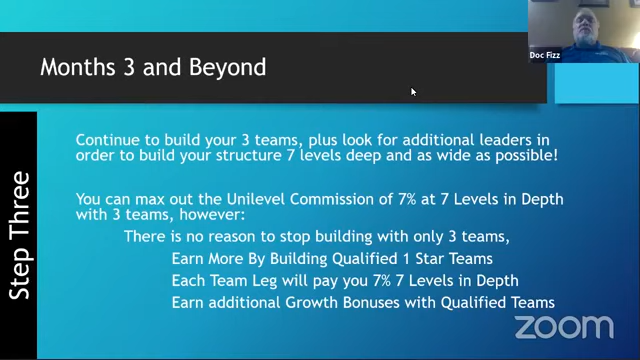 Doc Fizz
Months 3 and Beyond
Step Three
Continue to build your 3 teams, plus look for additional leaders in
order to build your structure 7 levels deep and as wide as possible!
You can max out the Unilevel Commission of 7% at 7 Levels in Depth
with 3 teams, however:
There is no reason to stop building with only 3 teams,
Earn More By Building Qualified 1 Star Teams
Each Team Leg will pay you 7% 7 Levels in Depth
Earn additional Growth Bonuses with Qualified Teams
zoom